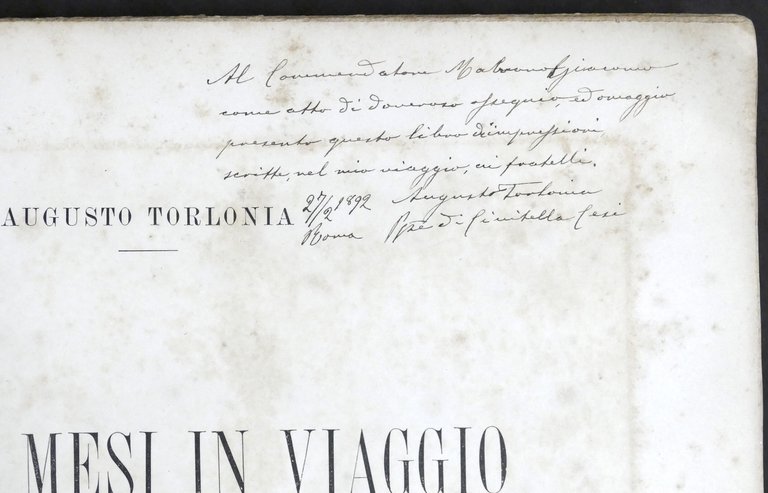 Al Commendatore Giacomo
come atto di doveroso ossequio ed omaggio
presento questo libro d'impressioni
scritte, nel mio viaggio, ai fratelli.
27/2 1892 Augusto Torlonia
Roma Ppe di Civitella Cesi
AUGUSTO TORLONIA
MESI IN VIAGGIO